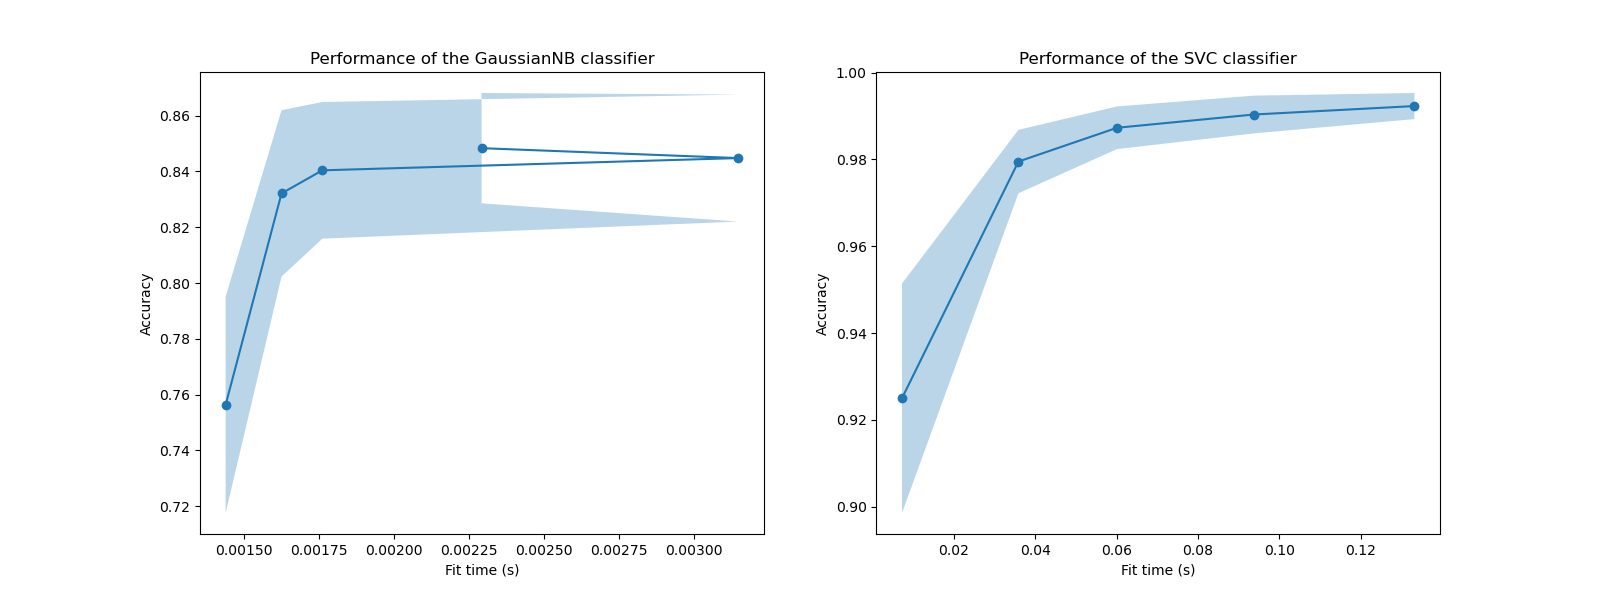 Performance of the GaussianNB classifier
Accuracy
0.86
0.84
0.82
0.80
0.78
0.76
0.74
0.72
0.00150 0.00175 0.00200 0.00225 0.00250 0.00275 0.00300
Fit time (s)
Performance of the SVC classifier
Accuracy
1.00
0.98
0.96
0.94
0.92
0.90
0.02 0.04 0.06 0.08 0.10 0.12
Fit time (s)